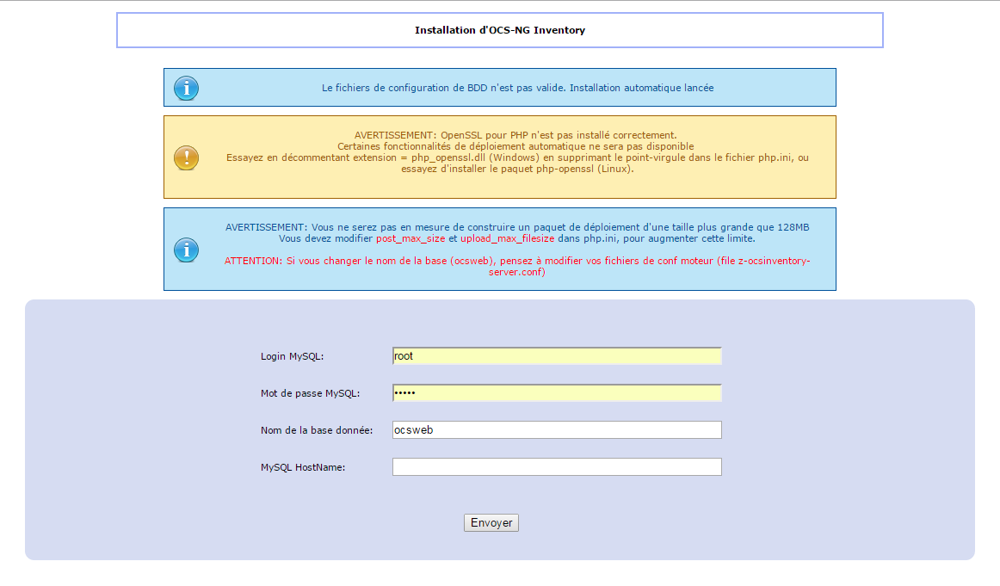 Installation d'OCS-NG Inventory
Le fichiers de configuration de BDD n'est pas valide. Installation automatique lancée
AVERTISSEMENT: OpenSSL pour PHP n'est pas installé correctement.
Certaines fonctionnalités de déploiement automatique ne sera pas disponible
Essayez en décommentant extension = php_openssl.dll (Windows) en supprimant le point-virgule dans le fichier php.ini, ou
essayez d'installer le paquet php-openssl (Linux).
AVERTISSEMENT: Vous ne serez pas en mesure de construire un paquet de déploiement d'une taille plus grande que 128MB
Vous devez modifier post_max_size et upload_max_filesize dans php.ini, pour augmenter cette limite.
ATTENTION: Si vous changer le nom de la base (ocsweb), pensez à modifier vos fichiers de conf moteur (file z-ocsinventory-
server.conf)
Login MySQL: root
Mot de passe MySQL: •••••
Nom de la base donnée: ocsweb
MySQL HostName:
Envoyer